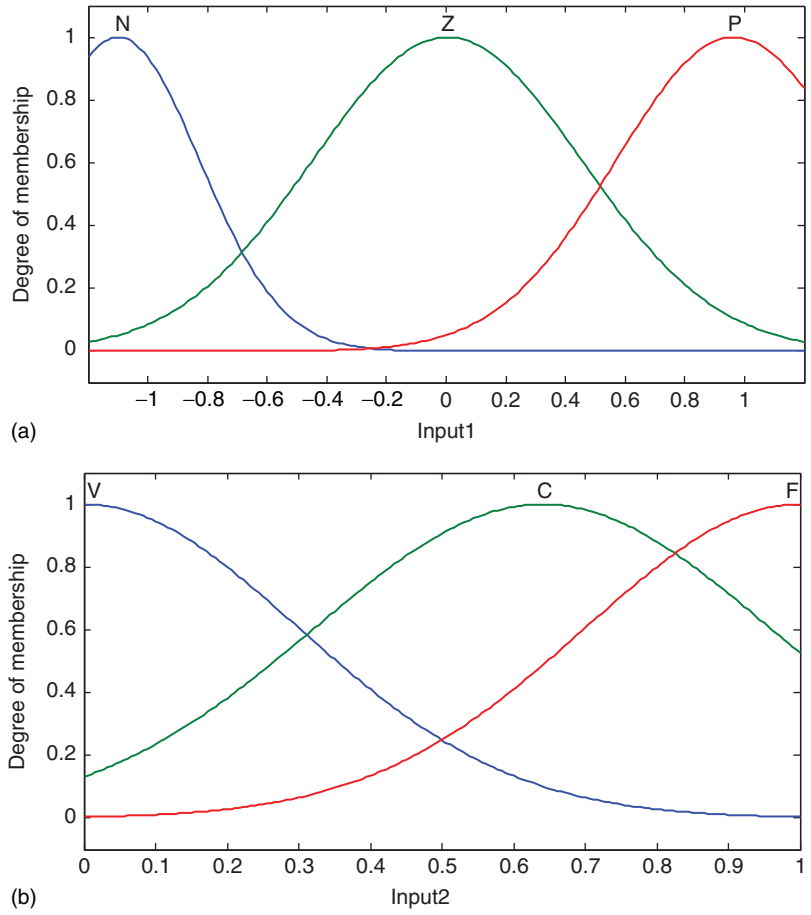 N Z P
1
0.8
0.6
0.4
0.2
0
Degree of membership
−1 −0.8 −0.6 −0.4 −0.2 0 0.2 0.4 0.6 0.8 1
Input1
(a)
V C F
1
0.8
0.6
0.4
0.2
0
Degree of membership
0 0.1 0.2 0.3 0.4 0.5 0.6 0.7 0.8 0.9 1
Input2
(b)